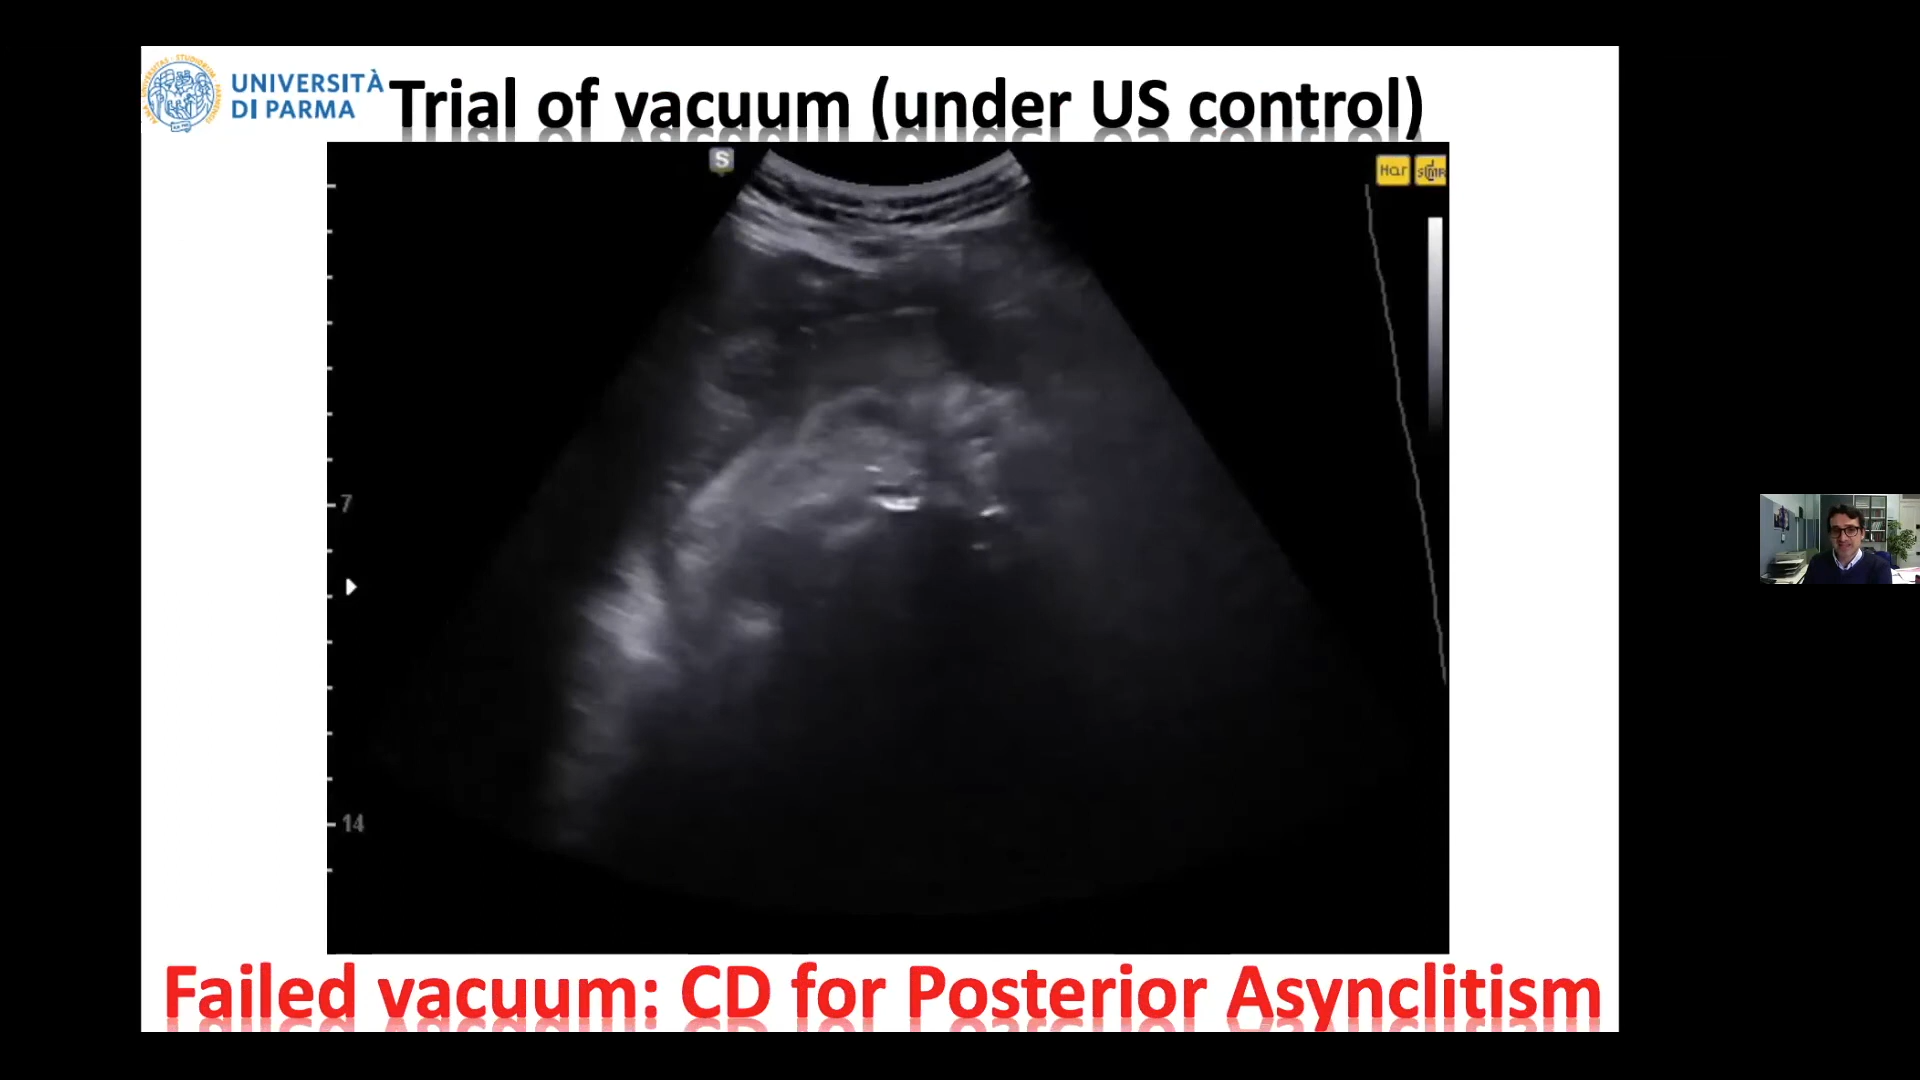 UNIVERSITÀ
DI PARMA
Trial of vacuum (under US control)
S
Har
7
14
Failed vacuum: CD for Posterior Asynclitism